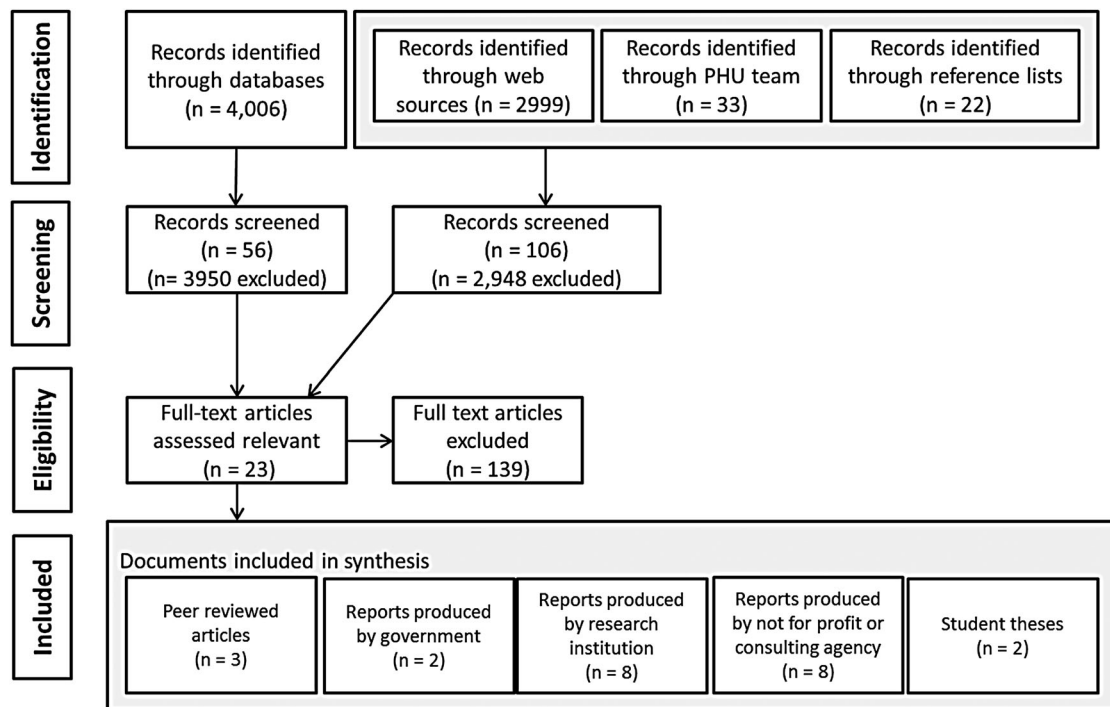 Identification
Records identified
through databases
(n = 4,006)
Records identified
through web
sources (n = 2999)
Records identified
through PHU team
(n = 33)
Records identified
through reference lists
(n = 22)
Screening
Records screened
(n = 56)
(n= 3950 excluded)
Records screened
(n = 106)
(n = 2,948 excluded)
Eligibility
Full-text articles
assessed relevant
(n = 23)
Full text articles
excluded
(n = 139)
Included
Documents included in synthesis
Peer reviewed
articles
(n = 3)
Reports produced
by government
(n = 2)
Reports produced
by research
institution
(n = 8)
Reports produced
by not for profit or
consulting agency
(n = 8)
Student theses
(n = 2)